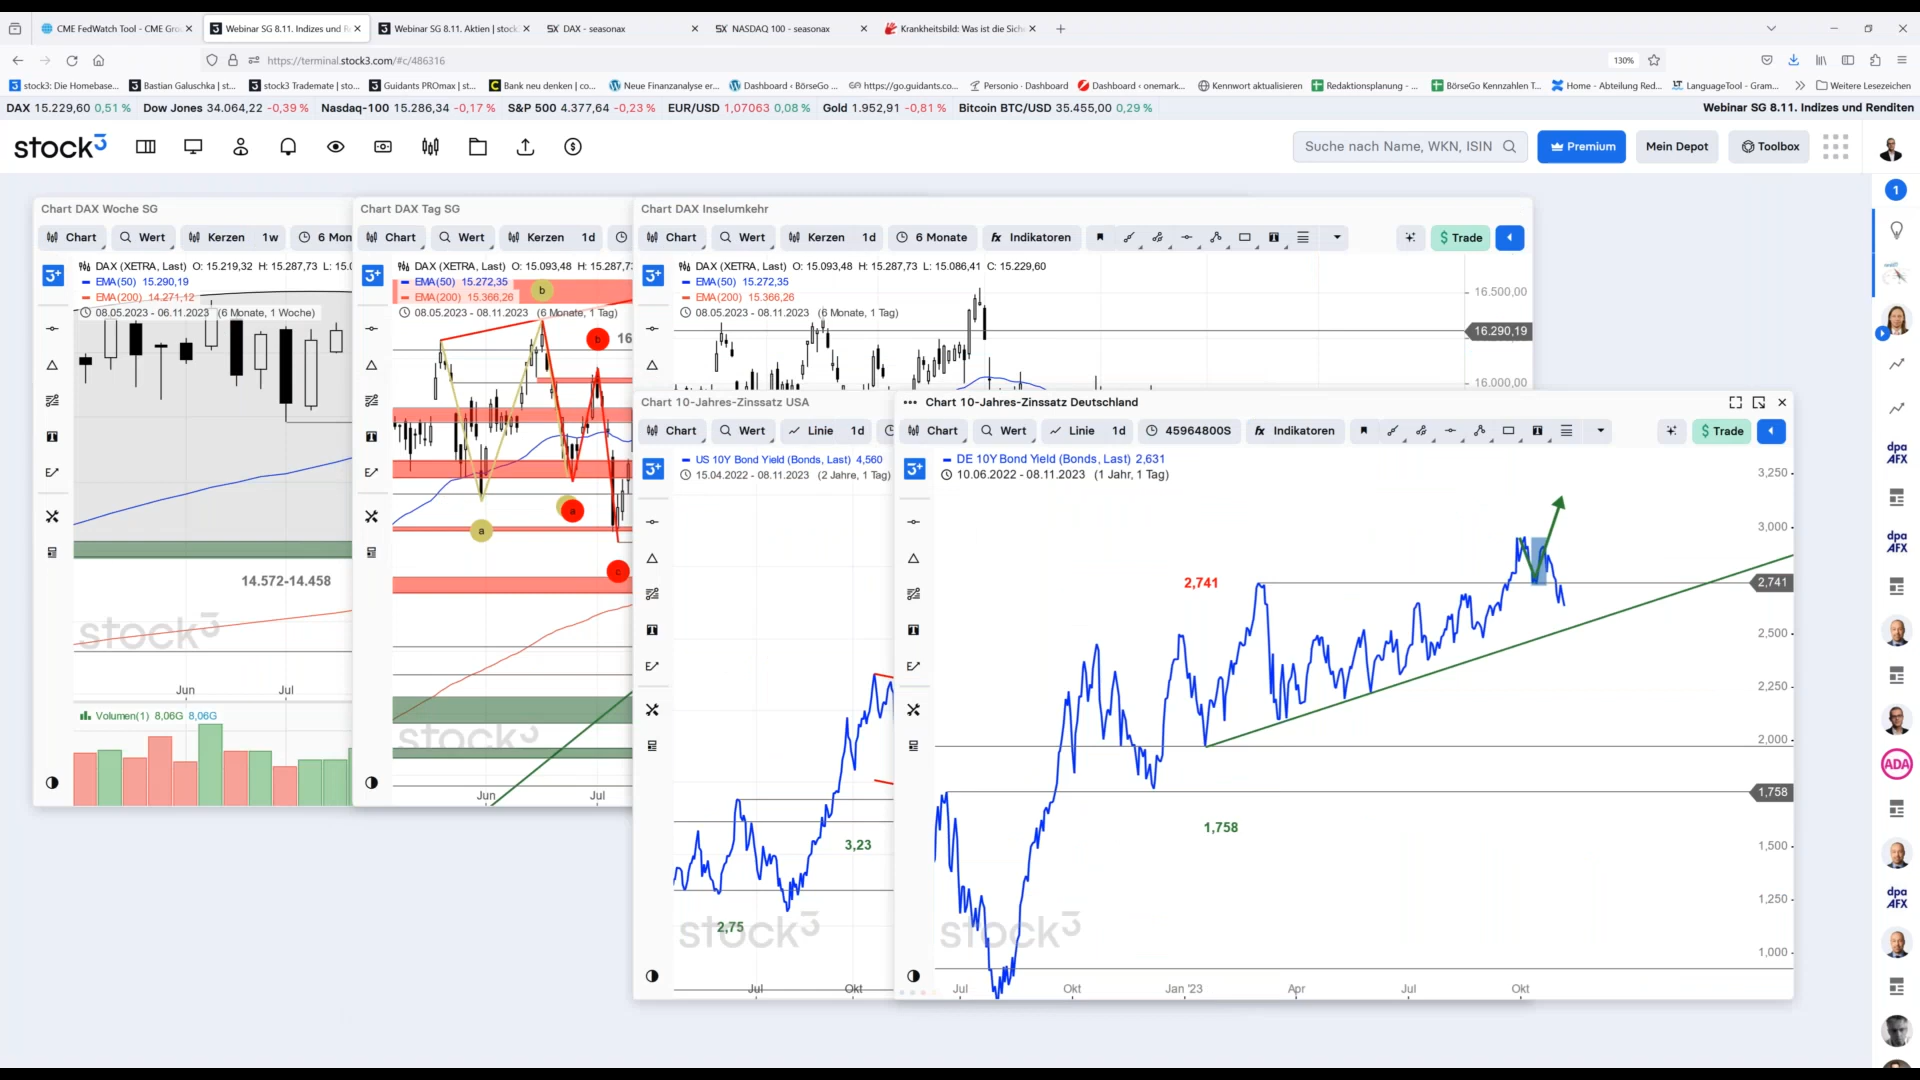 CME FedWatch Tool - CME Gro
Webinar SG 8.11. Indizes und R
Webinar SG 8.11. Aktien | stock
DAX - seasonax
NASDAQ 100 - seasonax
Krankheitsbild: Was ist die Sich
https://terminal.stock3.com/#c/486316
130%
stock3: Die Homebase...
Bastian Galuschka | st...
stock3 Trademate | sto...
Guidants PROmax | st...
Bank neu denken | co...
Neue Finanzanalyse er...
Dashboard ‹ BörseGo ...
https://go.guidants.co...
Personio · Dashboard
Dashboard ‹ onemark...
Kennwort aktualisieren
Redaktionsplanung - ...
BörseGo Kennzahlen T...
Home - Abteilung Red...
LanguageTool - Gram...
Weitere Lesezeichen
DAX 15.229,60 0,51 % Dow Jones 34.064,22 -0,39 % Nasdaq-100 15.286,34 -0,17 % S&P 500 4.377,64 -0,23 % EUR/USD 1,07063 0,08 % Gold 1.952,91 -0,81 % Bitcoin BTC/USD 35.455,00 0,29 %
Webinar SG 8.11. Indizes und Renditen
stock3
Suche nach Name, WKN, ISIN
Premium
Mein Depot
Toolbox
1
Chart DAX Woche SG
Chart Wert Kerzen 1w 6 Mon
DAX (XETRA, Last) O: 15.219,32 H: 15.287,73 L: 15.0
EMA(50) 15.290,19
EMA(200) 14.271,12
08.05.2023 - 06.11.2023 (6 Monate, 1 Woche)
14.572-14.458
stock3
Jun Jul
Volumen(1) 8,06G 8,06G
Chart DAX Tag SG
Chart Wert Kerzen 1d
DAX (XETRA, Last) O: 15.093,48 H: 15.287,7
EMA(50) 15.272,35
EMA(200) 15.366,26
08.05.2023 - 08.11.2023 (6 Monate, 1 Tag)
b
b
16
a
a
c
stock3
Jun Jul
Chart DAX Inselumkehr
Chart Wert Kerzen 1d 6 Monate Indikatoren
Trade
DAX (XETRA, Last) O: 15.093,48 H: 15.287,73 L: 15.086,41 C: 15.229,60
EMA(50) 15.272,35
EMA(200) 15.366,26
08.05.2023 - 08.11.2023 (6 Monate, 1 Tag)
16.500,00
16.290,19
16.000,00
Chart 10-Jahres-Zinssatz USA
Chart Wert Linie 1d
US 10Y Bond Yield (Bonds, Last) 4,560
15.04.2022 - 08.11.2023 (2 Jahre, 1 Tag)
3,23
2,75
stock3
Jul Okt
Chart 10-Jahres-Zinssatz Deutschland
Chart Wert Linie 1d 45964800S Indikatoren
Trade
DE 10Y Bond Yield (Bonds, Last) 2,631
10.06.2022 - 08.11.2023 (1 Jahr, 1 Tag)
3,250
3,000
2,741
2,741
2,500
2,250
2,000
1,758
1,758
1,500
1,250
1,000
stock3
Jul Okt Jan '23 Apr Jul Okt
dpa
AFX
dpa
AFX
ADA
dpa
AFX